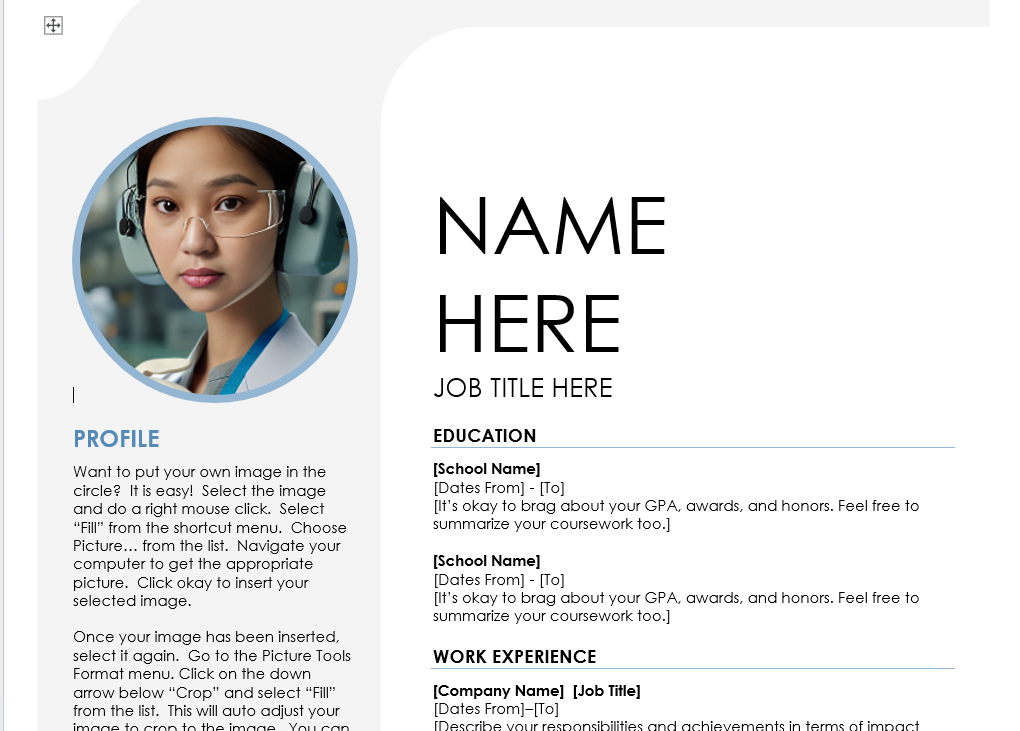 NAME
HERE
JOB TITLE HERE
PROFILE
Want to put your own image in the
circle?  It is easy!  Select the image
and do a right mouse click.  Select
“Fill” from the shortcut menu.  Choose
Picture… from the list.  Navigate your
computer to get the appropriate
picture.  Click okay to insert your
selected image.
Once your image has been inserted,
select it again.  Go to the Picture Tools
Format menu. Click on the down
arrow below “Crop” and select “Fill”
from the list.  This will auto adjust your
image to crop to the image.  You can
EDUCATION
[School Name]
[Dates From] - [To]
[It’s okay to brag about your GPA, awards, and honors. Feel free to
summarize your coursework too.]
[School Name]
[Dates From] - [To]
[It’s okay to brag about your GPA, awards, and honors. Feel free to
summarize your coursework too.]
WORK EXPERIENCE
[Company Name]  [Job Title]
[Dates From]–[To]
[Describe your responsibilities and achievements in terms of impact